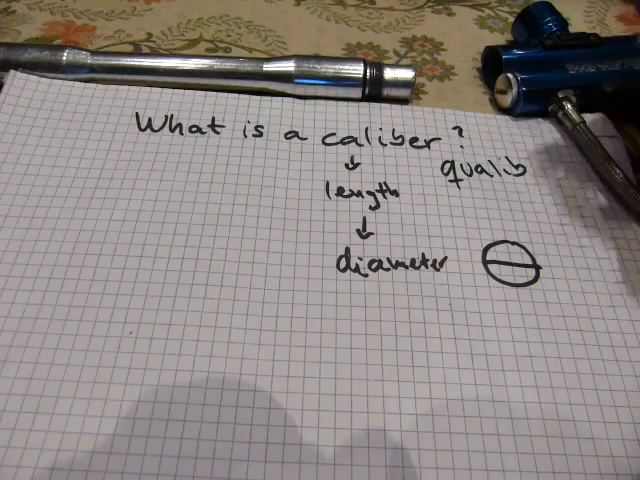 What is a caliber?
qualib
↓
length
↓
diameter